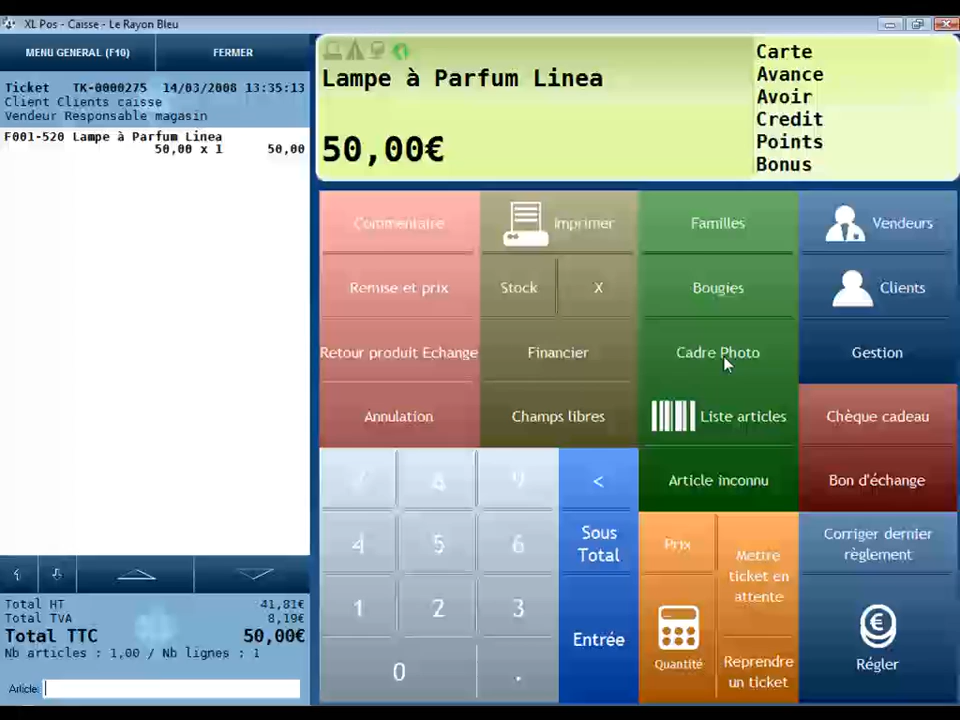 XL Pos - Caisse - Le Rayon Bleu
MENU GENERAL (F10) FERMER
Ticket TK-0000275 14/03/2008 13:35:13
Client Clients caisse
Vendeur Responsable magasin
F001-520 Lampe à Parfum Linea
50,00 x 1 50,00
Total HT 41,81€
Total TVA 8,19€
Total TTC 50,00€
Nb articles : 1,00 / Nb lignes : 1
Article:
Lampe à Parfum Linea
50,00€
Carte
Avance
Avoir
Credit
Points
Bonus
Commentaire Imprimer Familles Vendeurs
Remise et prix Stock X Bougies Clients
Retour produit Echange Financier Cadre Photo Gestion
Annulation Champs libres Liste articles Chèque cadeau
7 8 9 < Article inconnu Bon d'échange
4 5 6 Sous
Total
Prix
Mettre
ticket en
attente
Corriger dernier
règlement
1 2 3 Entrée Quantité
0 .
Reprendre
un ticket
Régler